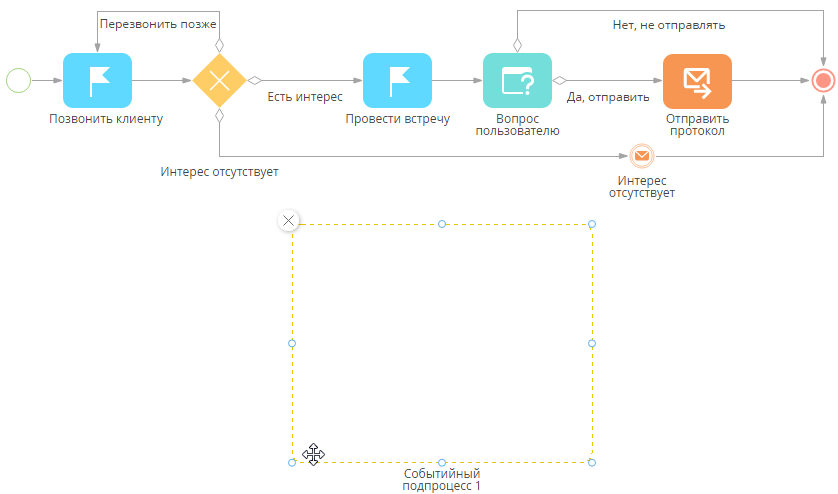 Перезвонить позже
Нет, не отправлять
Есть интерес
Да, отправить
Позвонить клиенту
Провести встречу
Вопрос
пользователю
Отправить
протокол
Интерес отсутствует
Интерес
отсутствует
Событийный
подпроцесс 1